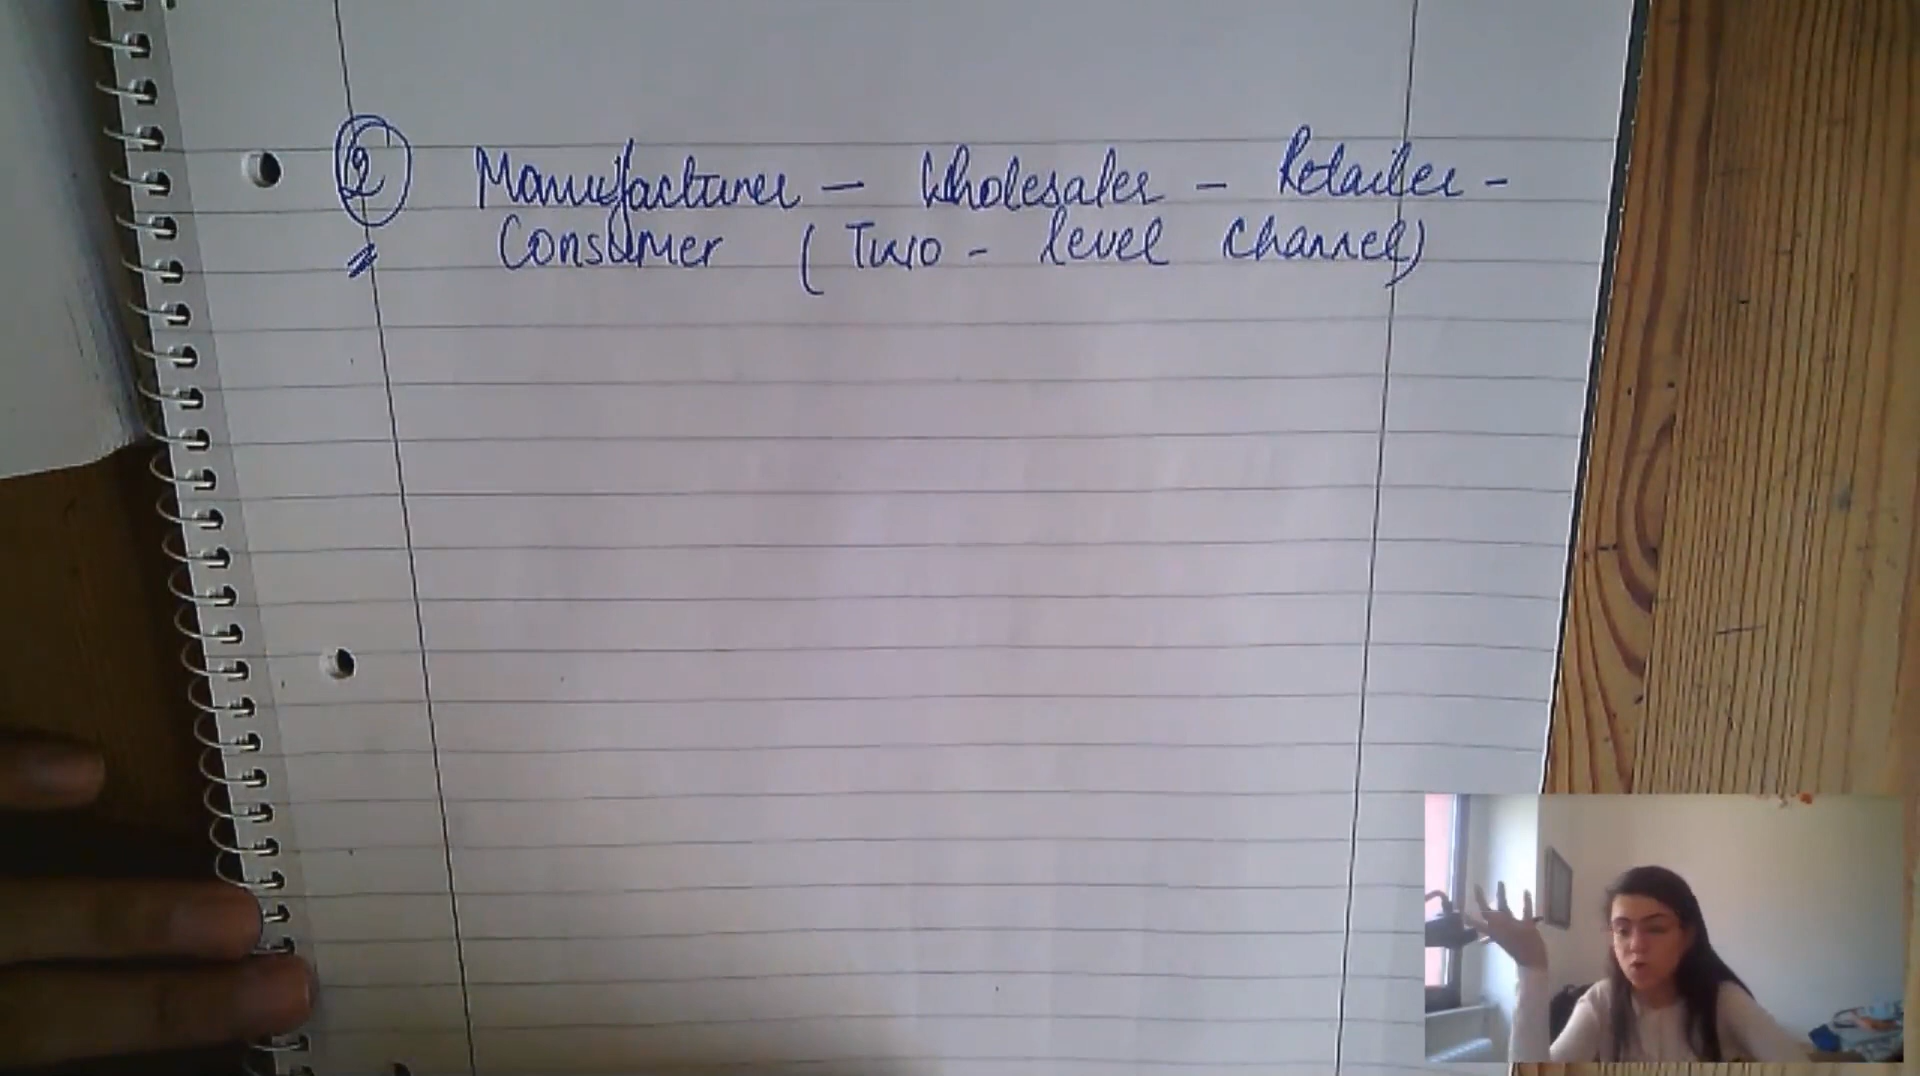 2 Manufacturer - Wholesaler - Retailer -
Consumer (Two - level channel)